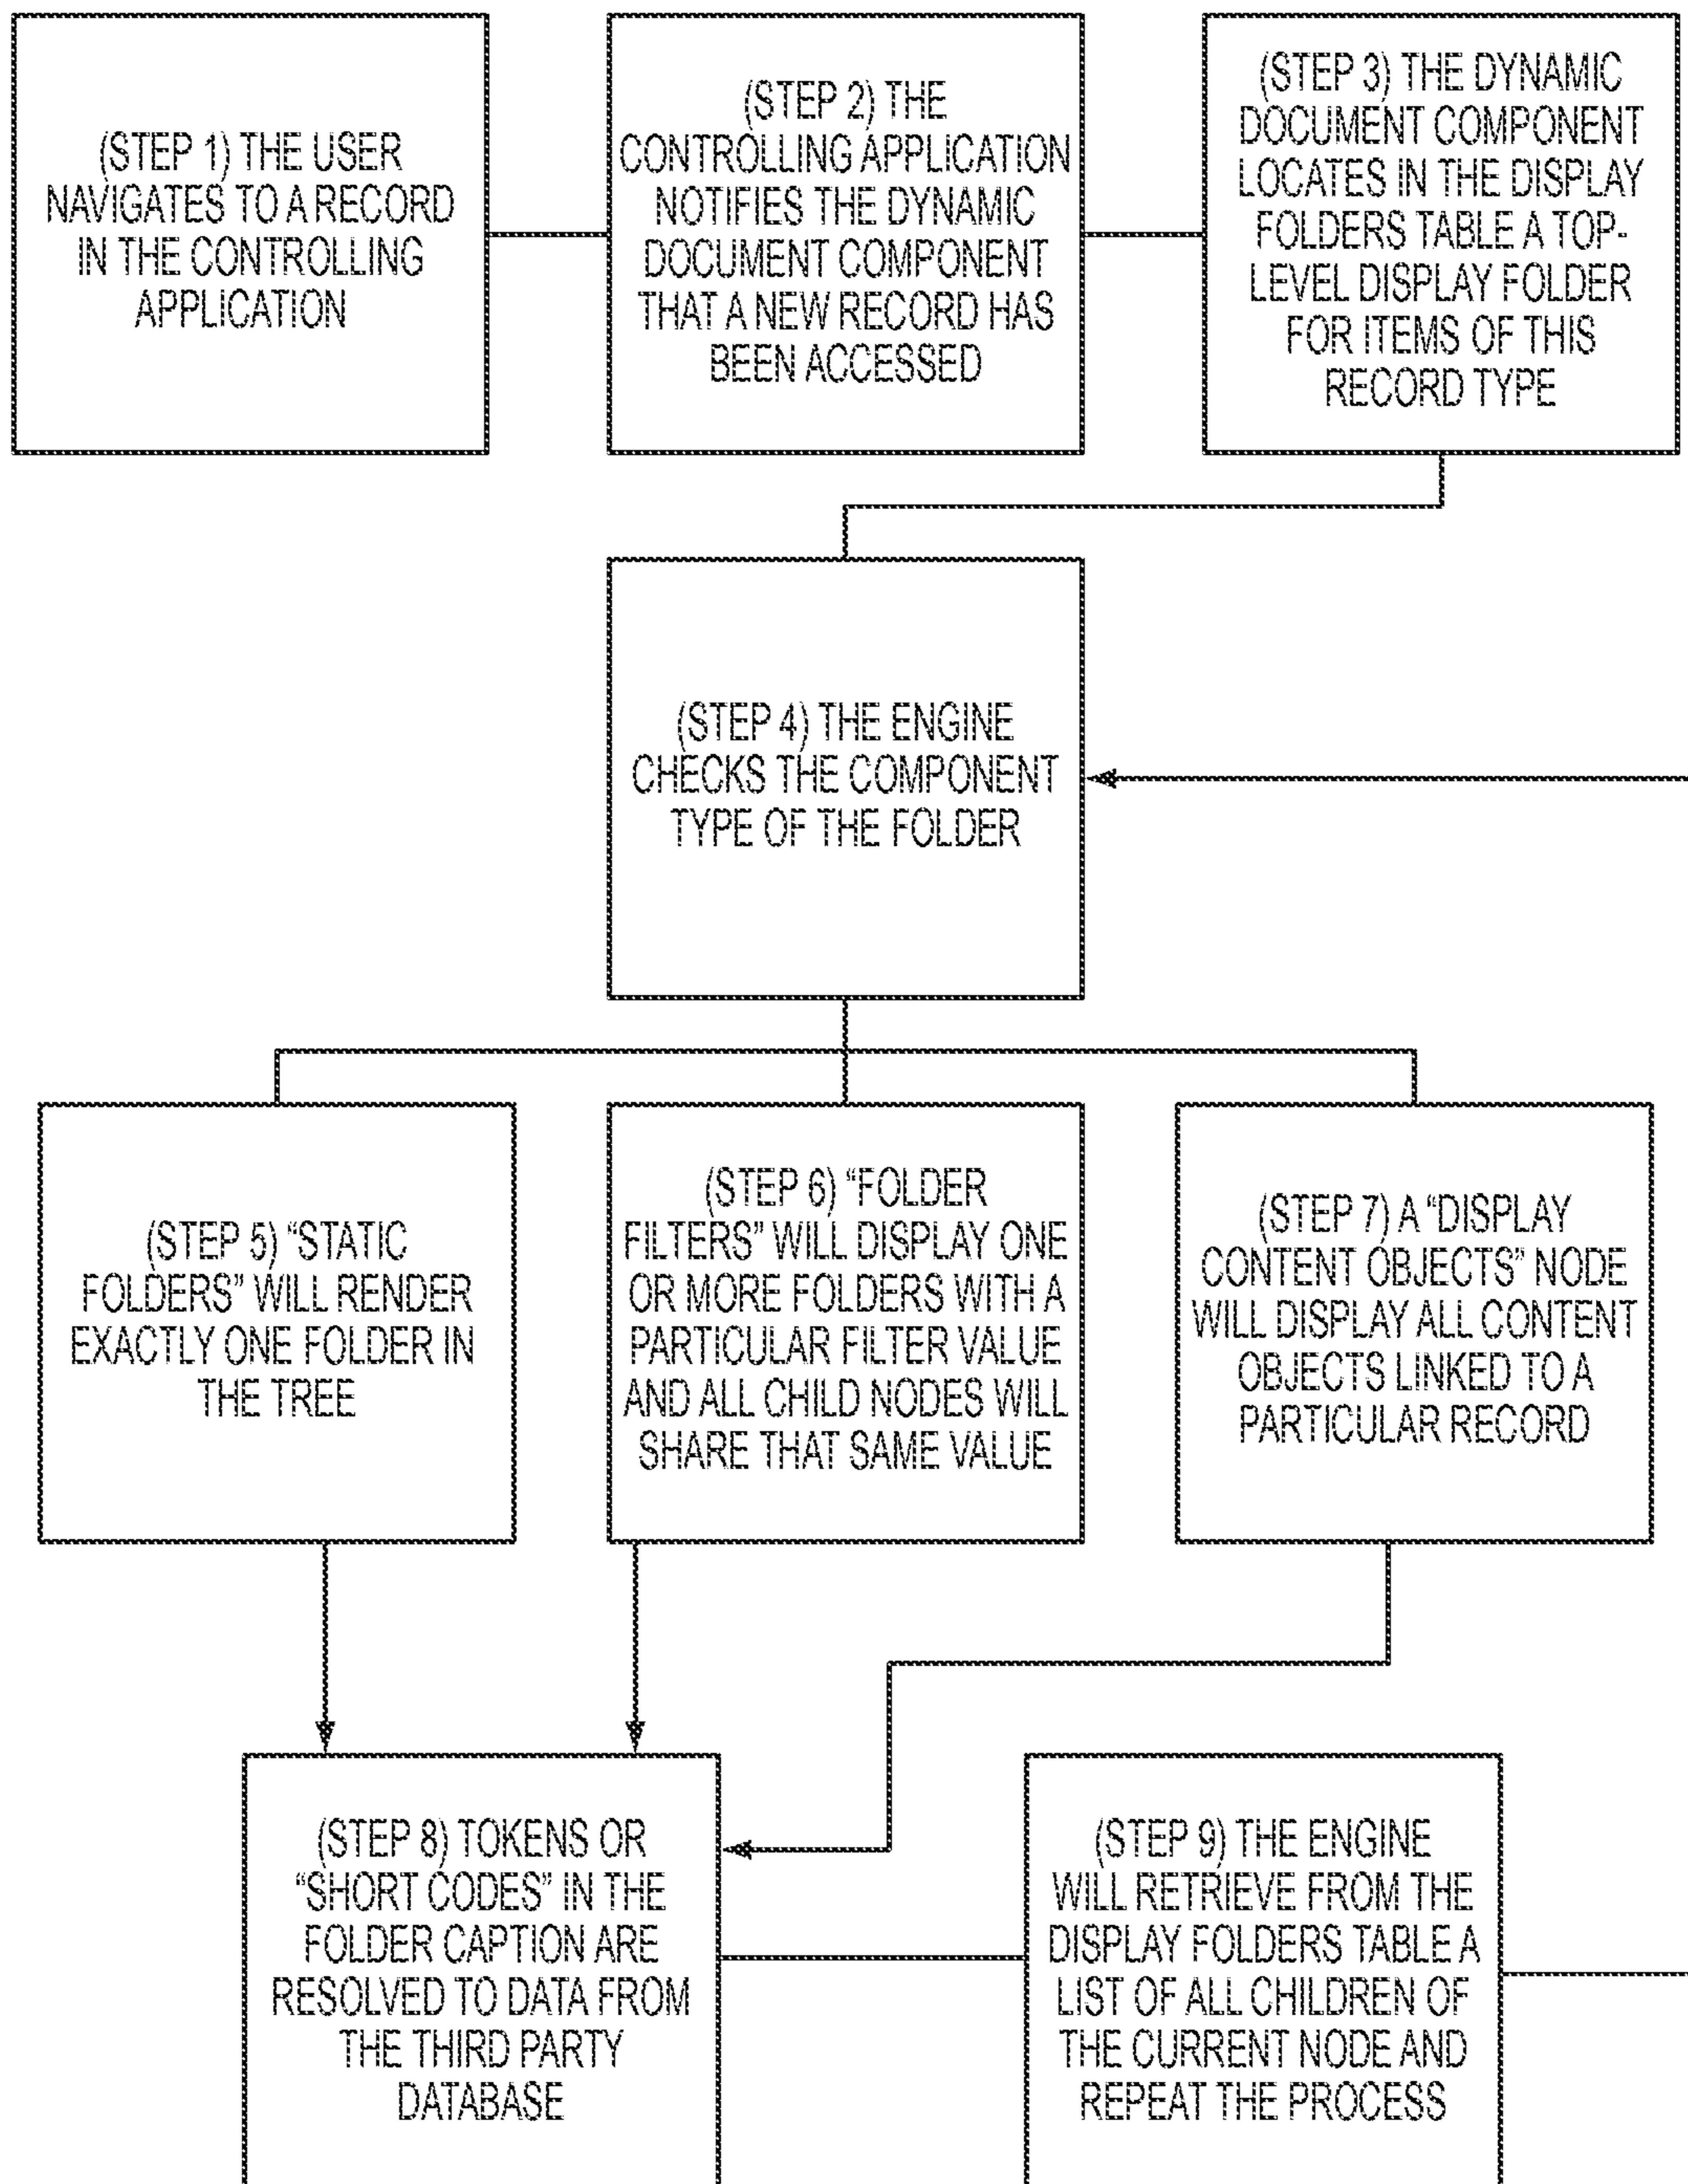 (STEP 1) THE USER
NAVIGATES TO A RECORD
IN THE CONTROLLING
APPLICATION
(STEP 2) THE
CONTROLLING APPLICATION
NOTIFIES THE DYNAMIC
DOCUMENT COMPONENT
THAT A NEW RECORD HAS
BEEN ACCESSED
(STEP 3) THE DYNAMIC
DOCUMENT COMPONENT
LOCATES IN THE DISPLAY
FOLDERS TABLE A TOP-
LEVEL DISPLAY FOLDER
FOR ITEMS OF THIS
RECORD TYPE
(STEP 4) THE ENGINE
CHECKS THE COMPONENT
TYPE OF THE FOLDER
(STEP 5) “STATIC
FOLDERS” WILL RENDER
EXACTLY ONE FOLDER IN
THE TREE
(STEP 6) “FOLDER
FILTERS” WILL DISPLAY ONE
OR MORE FOLDERS WITH A
PARTICULAR FILTER VALUE
AND ALL CHILD NODES WILL
SHARE THAT SAME VALUE
(STEP 7) A “DISPLAY
CONTENT OBJECTS” NODE
WILL DISPLAY ALL CONTENT
OBJECTS LINKED TO A
PARTICULAR RECORD
(STEP 8) TOKENS OR
“SHORT CODES” IN THE
FOLDER CAPTION ARE
RESOLVED TO DATA FROM
THE THIRD PARTY
DATABASE
(STEP 9) THE ENGINE
WILL RETRIEVE FROM THE
DISPLAY FOLDERS TABLE A
LIST OF ALL CHILDREN OF
THE CURRENT NODE AND
REPEAT THE PROCESS